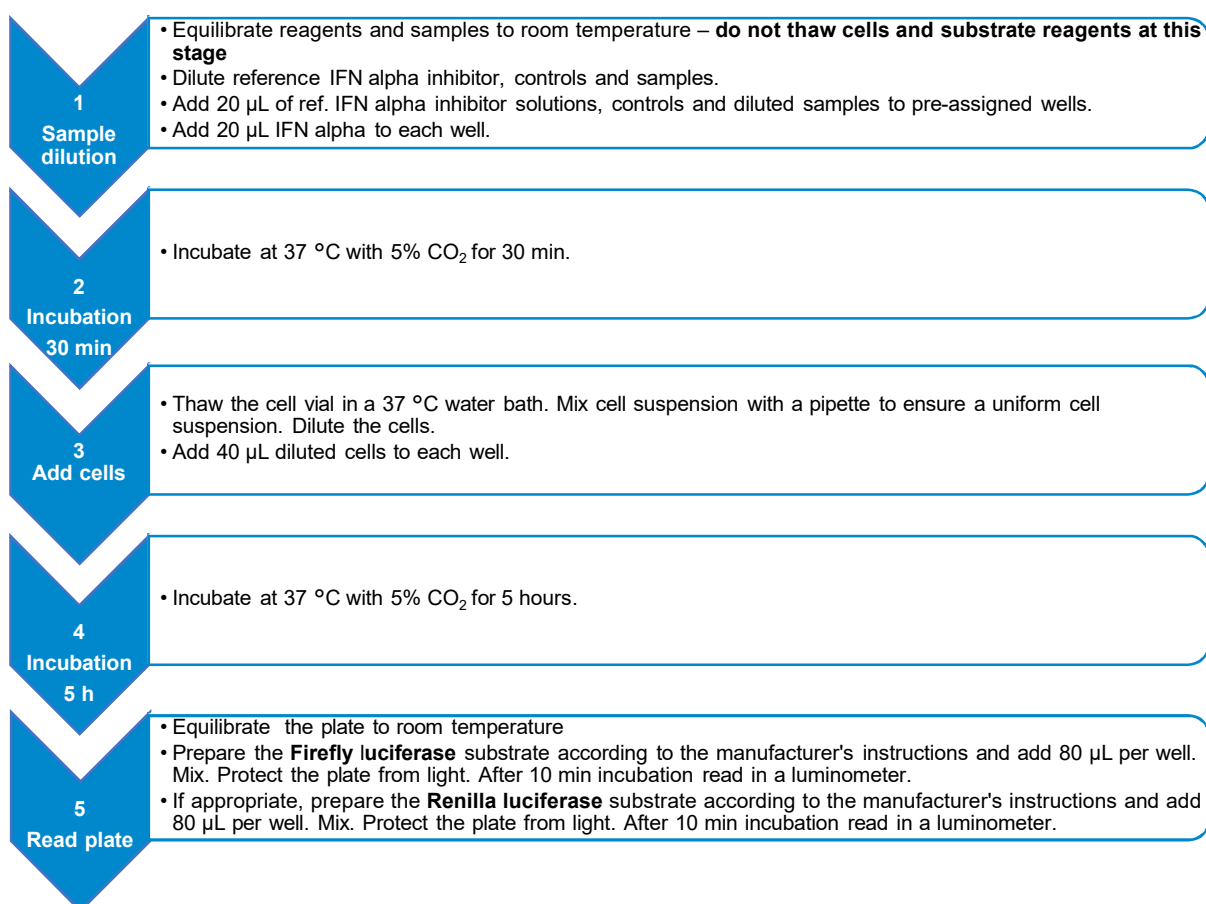 1
Sample
dilution
• Equilibrate reagents and samples to room temperature – do not thaw cells and substrate reagents at this
stage
• Dilute reference IFN alpha inhibitor, controls and samples.
• Add 20 µL of ref. IFN alpha inhibitor solutions, controls and diluted samples to pre-assigned wells.
• Add 20 µL IFN alpha to each well.
2
Incubation
30 min
• Incubate at 37 °C with 5% CO₂ for 30 min.
3
Add cells
• Thaw the cell vial in a 37 °C water bath. Mix cell suspension with a pipette to ensure a uniform cell
suspension. Dilute the cells.
• Add 40 µL diluted cells to each well.
4
Incubation
5 h
• Incubate at 37 °C with 5% CO₂ for 5 hours.
5
Read plate
• Equilibrate the plate to room temperature
• Prepare the Firefly luciferase substrate according to the manufacturer's instructions and add 80 µL per well.
Mix. Protect the plate from light. After 10 min incubation read in a luminometer.
• If appropriate, prepare the Renilla luciferase substrate according to the manufacturer's instructions and add
80 µL per well. Mix. Protect the plate from light. After 10 min incubation read in a luminometer.